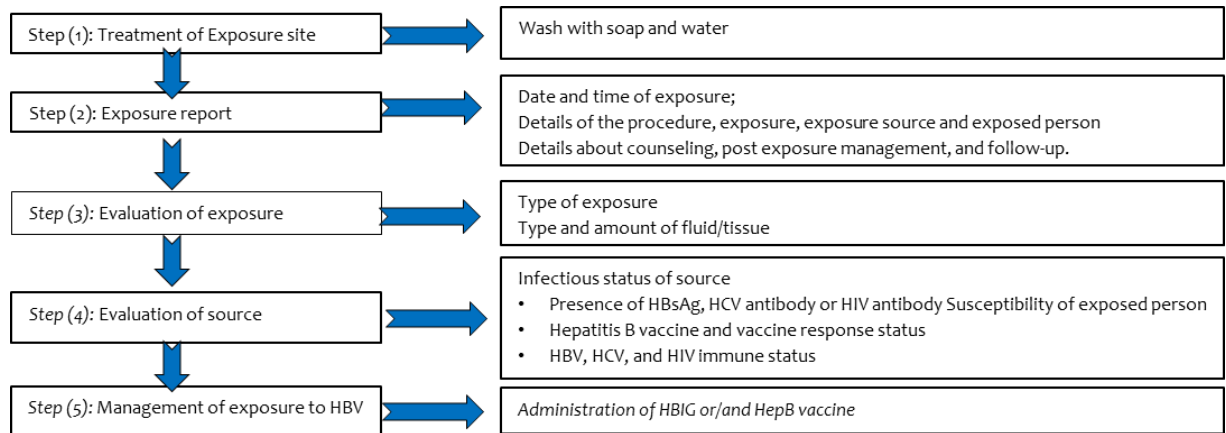 Step (1): Treatment of Exposure site
Wash with soap and water
Step (2): Exposure report
Date and time of exposure;
Details of the procedure, exposure, exposure source and exposed person
Details about counseling, post exposure management, and follow-up.
Step (3): Evaluation of exposure
Type of exposure
Type and amount of fluid/tissue
Step (4): Evaluation of source
Infectious status of source
• Presence of HBsAg, HCV antibody or HIV antibody Susceptibility of exposed person
• Hepatitis B vaccine and vaccine response status
• HBV, HCV, and HIV immune status
Step (5): Management of exposure to HBV
Administration of HBIG or/and HepB vaccine